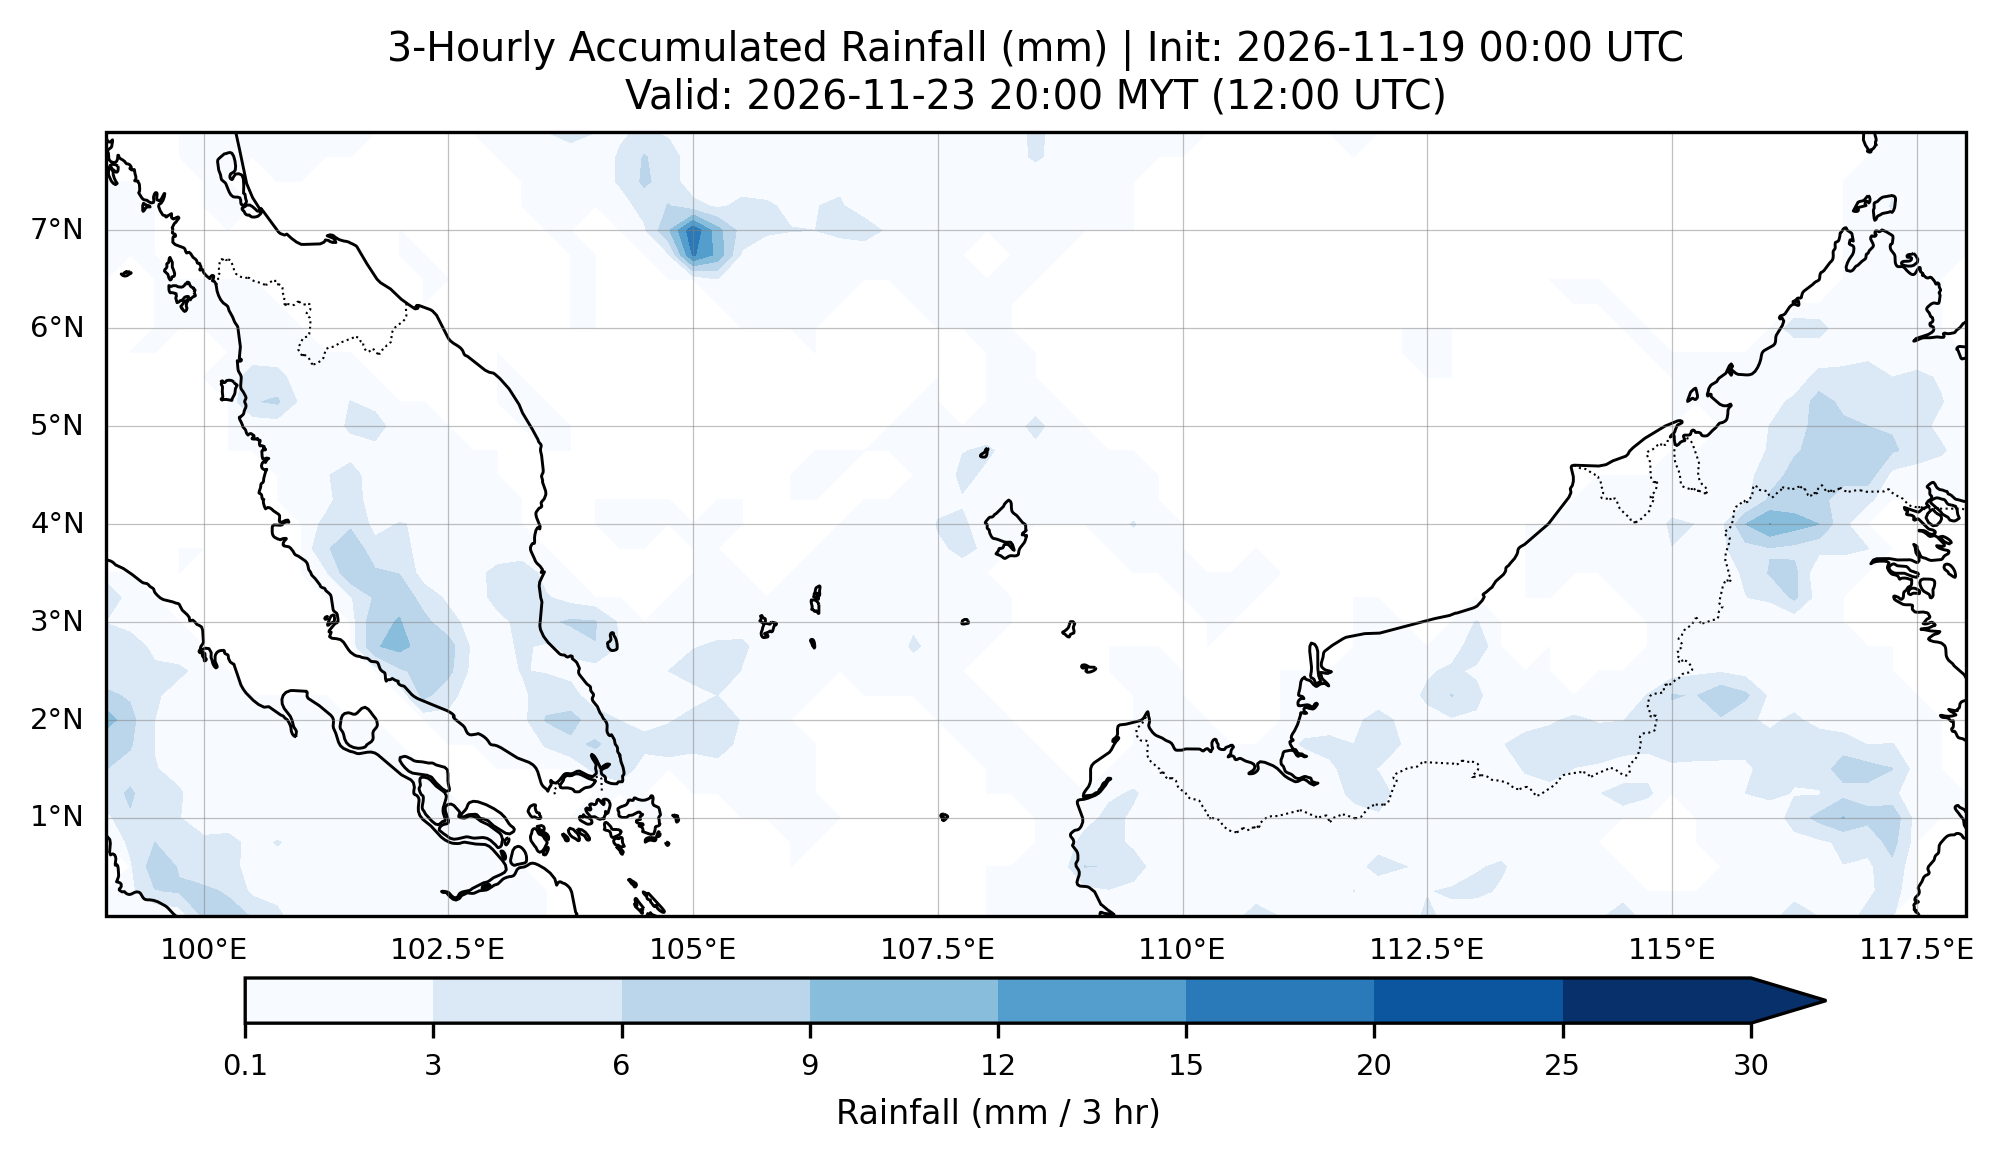 3-Hourly Accumulated Rainfall (mm) | Init: 2026-11-19 00:00 UTC
Valid: 2026-11-23 20:00 MYT (12:00 UTC)
7°N
6°N
5°N
4°N
3°N
2°N
1°N
100°E 102.5°E 105°E 107.5°E 110°E 112.5°E 115°E 117.5°E
0.1 3 6 9 12 15 20 25 30
Rainfall (mm / 3 hr)